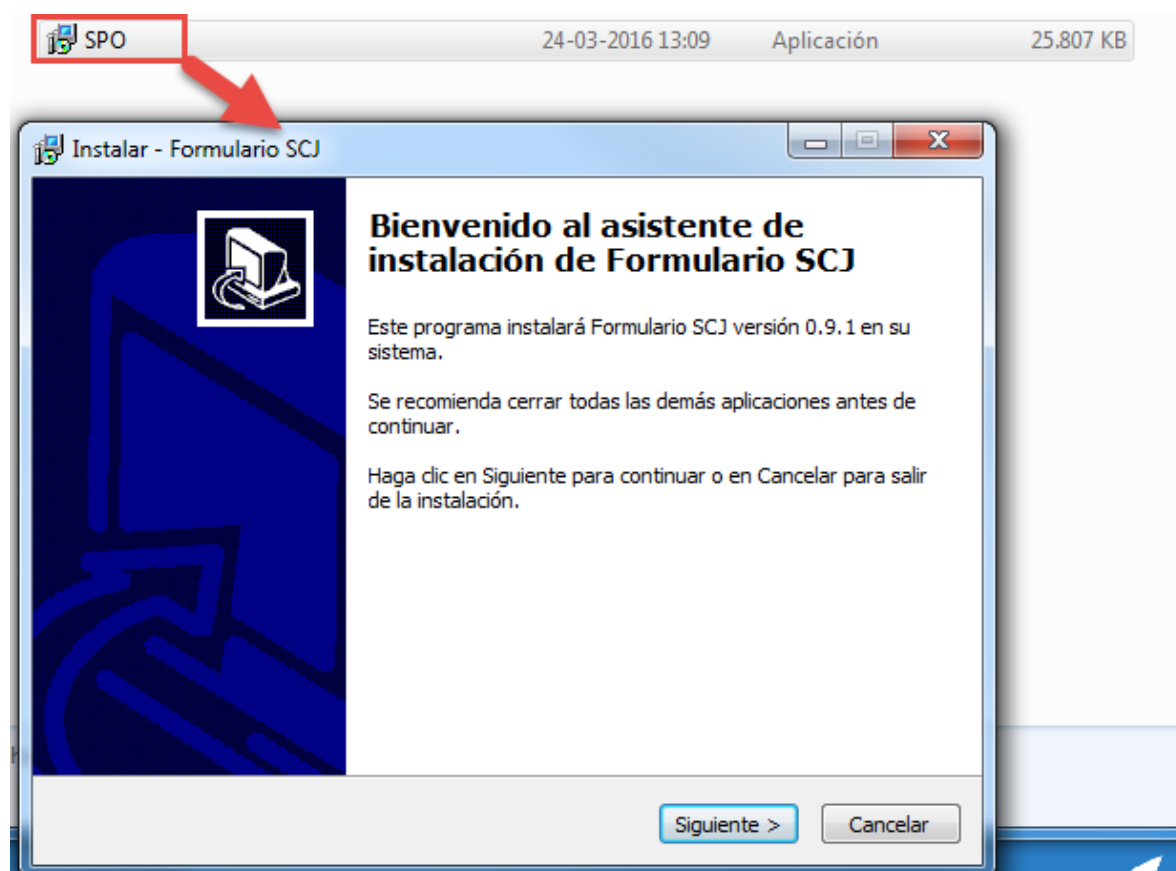 SPO 24-03-2016 13:09 Aplicación 25.807 KB
Instalar - Formulario SCJ
Bienvenido al asistente de
instalación de Formulario SCJ
Este programa instalará Formulario SCJ versión 0.9.1 en su
sistema.
Se recomienda cerrar todas las demás aplicaciones antes de
continuar.
Haga clic en Siguiente para continuar o en Cancelar para salir
de la instalación.
Siguiente > Cancelar